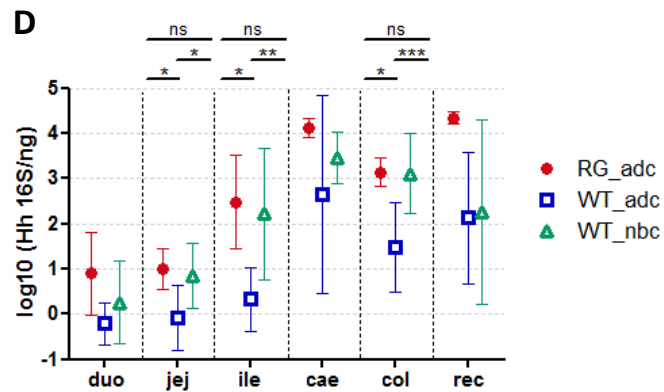 D
ns ns ns
* ** ***
* * *
log10 (Hh 16S/ng)
5
4
3
2
1
0
-1
duo jej ile cae col rec
RG_adc
WT_adc
WT_nbc